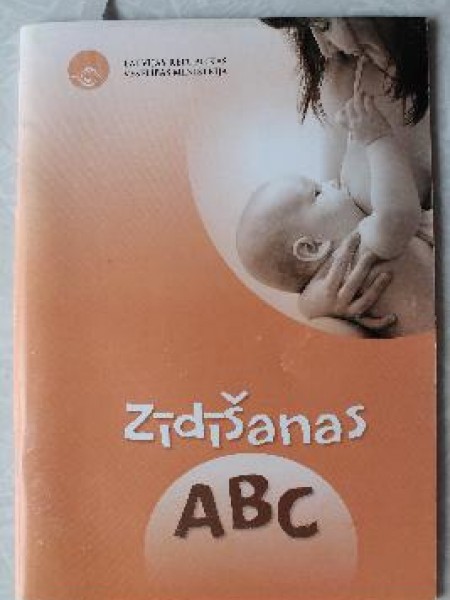 LATVIJAS REPUBLIKAS
VESELĪBAS MINISTRIJA
Zīdīšanas
ABC